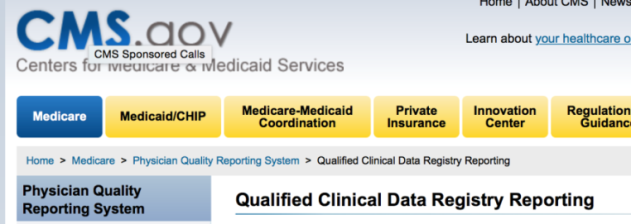 Home | About CMS | News
CMS.gov
Learn about your healthcare o
CMS Sponsored Calls
Centers for Medicare & Medicaid Services
Medicare
Medicaid/CHIP
Medicare-Medicaid
Coordination
Private
Insurance
Innovation
Center
Regulation
Guidanc
Home > Medicare > Physician Quality Reporting System > Qualified Clinical Data Registry Reporting
Physician Quality
Reporting System
Qualified Clinical Data Registry Reporting